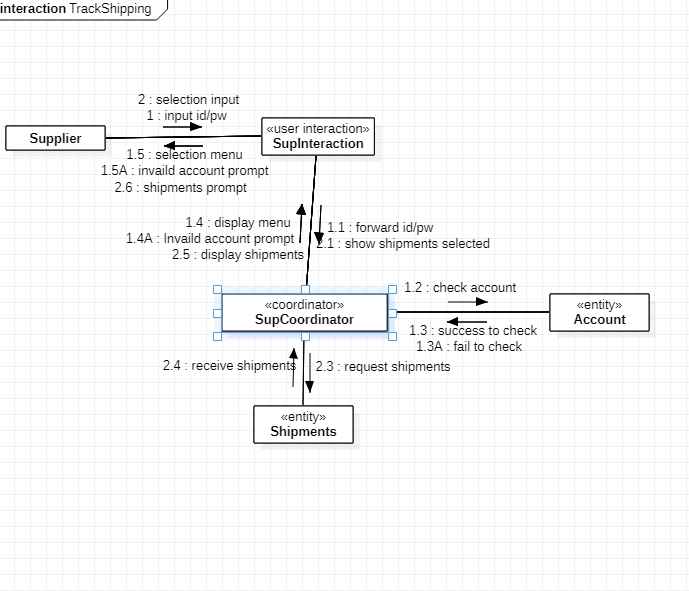 interaction TrackShipping
2 : selection input
1 : input id/pw
Supplier
«user interaction»
SupInteraction
1.5 : selection menu
1.5A : invaild account prompt
2.6 : shipments prompt
1.4 : display menu
1.4A : Invaild account prompt
2.5 : display shipments
1.1 : forward id/pw
2.1 : show shipments selected
1.2 : check account
«coordinator»
SupCoordinator
«entity»
Account
1.3 : success to check
1.3A : fail to check
2.4 : receive shipments
2.3 : request shipments
«entity»
Shipments